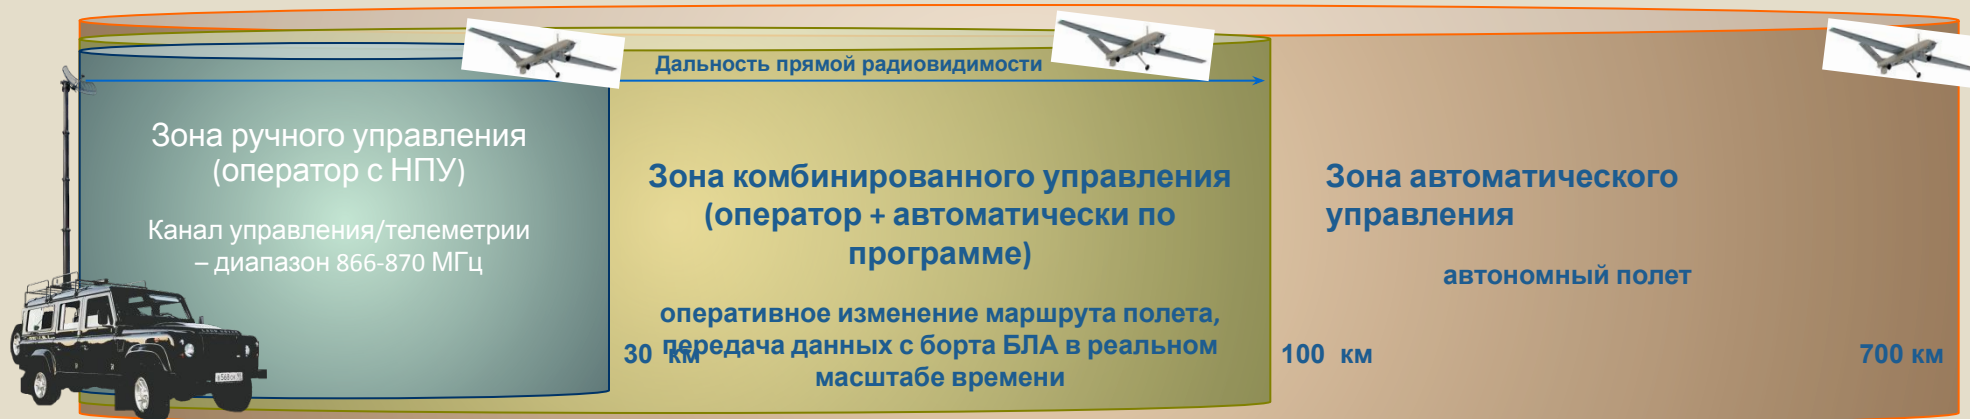 Дальность прямой радиовидимости
Зона ручного управления
(оператор с НПУ)
Канал управления/телеметрии
– диапазон 866-870 МГц
Зона комбинированного управления
(оператор + автоматически по
программе)
оперативное изменение маршрута полета,
передача данных с борта БЛА в реальном
масштабе времени
30 км
Зона автоматического
управления
автономный полет
100 км
700 км